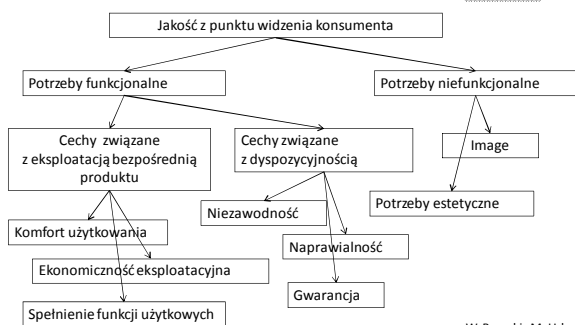 Jakość z punktu widzenia konsumenta
Potrzeby funkcjonalne
Potrzeby niefunkcjonalne
Cechy związane
z eksploatacją bezpośrednią
produktu
Cechy związane
z dyspozycyjnością
Image
Potrzeby estetyczne
Niezawodność
Komfort użytkowania
Naprawialność
Ekonomiczność eksploatacyjna
Gwarancja
Spełnienie funkcji użytkowych